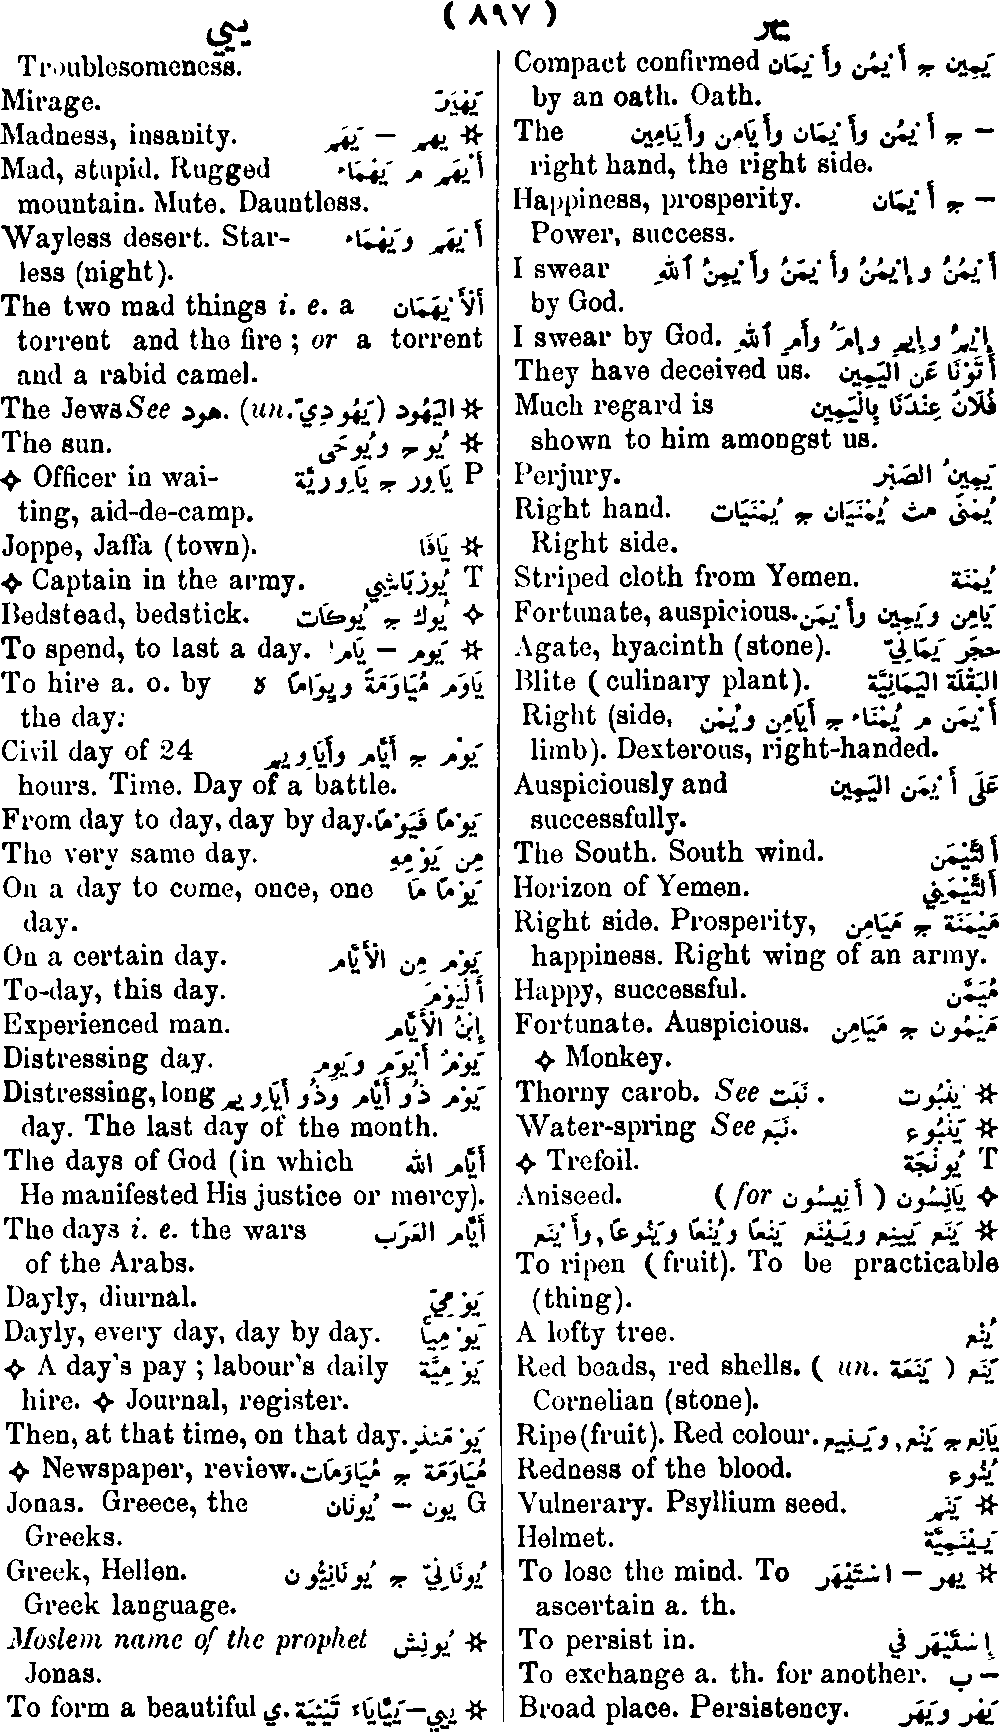 ييي ( ٨٩٧ ) يهر
Compact confirmed يَمِين ج أَيْمُن وأَيْمَان
by an oath. Oath.
The — ج أَيْمُن وأَيْمَان وأَيَامِن وأَيَامِين
right hand, the right side.
Happiness, prosperity. — ج أَيْمَان
Power, success.
I swear أَيْمُنُ وإِيْمُنُ وأَيْمَنُ وأَيْمِنُ ٱللّٰهِ
by God.
I swear by God. إِيْمُ وإِيمِ وإِمَ وأَمِ ٱللّٰهِ
They have deceived us. أَتَوْنَا عَنِ اليَمِين
Much regard is فُلَانٌ عِنْدَنَا بِالْيَمِين
shown to him amongst us.
Perjury. يَمِينُ الصَّبْر
Right hand. يُمْنَى مث يُمْنَيَان ج يُمْنَيَات
Right side.
Striped cloth from Yemen. يُمْنَة
Fortunate, auspicious. يَامِن ويَمِين وأَيْمَن
Agate, hyacinth (stone). حَجَر يَمَانِيّ
Blite (culinary plant). البَقْلَة اليَمَانِيَّة
Right (side, أَيْمَن م يُمْنَاء ج أَيَامِن ويُمْن
limb). Dexterous, right-handed.
Auspiciously and عَلَى أَيْمَن اليَمِين
successfully.
The South. South wind. أَلتَّيْمَن
Horizon of Yemen. أَلتَّيْمَنِي
Right side. Prosperity, مَيْمَنَة ج مَيَامِن
happiness. Right wing of an army.
Happy, successful. مُيَمَّن
Fortunate. Auspicious. مَيْمُون ج مَيَامِن
✧ Monkey.
Thorny carob. See نَبَت. ✲ يَنْبُوت
Water-spring See نَبَع. ✲ يَنْبُوع
✧ Trefoil. T يُونْجَة
Aniseed. (for أَنِيسُون) ✧ يَانِسُون
✲ يَنَع يَيْنِع ويَيْنَع يَنْعًا ويُنْعًا ويُنُوعًا, وأَيْنَع
To ripen (fruit). To be practicable
(thing).
A lofty tree. يُنْع
Red beads, red shells. (un. يَنَعَة) يَنَع
Cornelian (stone).
Ripe (fruit). Red colour. يَانِع ج يَنْع, ويَنِيع
Redness of the blood. يُنُوع
Vulnerary. Psyllium seed. ✲ يَنَم
Helmet.
To lose the mind. To ✲ يهر — اسْتَيْهَر
ascertain a. th.
To persist in. إِسْتَيْهَر فِي
To exchange a. th. for another. — ب
Broad place. Persistency. يَهْر ويَهَر
Troublesomeness.
Mirage. يَهْيَرّ
Madness, insanity. ✲ يهم — يَهَم
Mad, stupid. Rugged أَيْهَم م يَهْمَاء
mountain. Mute. Dauntless.
Wayless desert. Star- أَيْهَم ويَهْمَاء
less (night).
The two mad things i. e. a أَلْأَيْهَمَان
torrent and the fire ; or a torrent
and a rabid camel.
The Jews See هود. (un. يَهُودِيّ) ✲ اليَهُود
The sun. ✲ يُوح ويُوحَى
✧ Officer in wai- P يَاوِر ج يَاوِرِيَّة
ting, aid-de-camp.
Joppe, Jaffa (town). ✲ يَافَا
✧ Captain in the army. T يُوزْبَاشِي
Bedstead, bedstick. ✧ يُوك ج يُوكَات
To spend, to last a day. ✲ يوم — يَامَ
To hire a. o. by يَاوَم مُيَاوَمَةً ويِوَامًا ه
the day.
Civil day of 24 يَوْم ج أَيَّام وأَيَاوِيم
hours. Time. Day of a battle.
From day to day, day by day. يَوْمًا فَيَوْمًا
The very same day. مِن يَوْمِهِ
On a day to come, once, one يَوْمًا مَا
day.
On a certain day. يَوْم مِن الأَيَّام
To-day, this day. أَلْيَوْمَ
Experienced man. إِبْنُ الأَيَّام
Distressing day. يَوْمٌ أَيْوَم ويَوِم
Distressing, long يَوْم ذُو أَيَّام وذُو أَيَاوِيم
day. The last day of the month.
The days of God (in which أَيَّام الله
He manifested His justice or mercy).
The days i. e. the wars أَيَّام العَرَب
of the Arabs.
Dayly, diurnal. يَوْمِيّ
Dayly, every day, day by day. يَوْمِيًّا
✧ A day's pay ; labour's daily يَوْمِيَّة
hire. ✧ Journal, register.
Then, at that time, on that day. يَوْمَئِذٍ
✧ Newspaper, review. مُيَاوَمَة ج مُيَاوَمَات
Jonas. Greece, the G يون — يُونَان
Greeks.
Greek, Hellen. يُونَانِيّ ج يُونَانِيُّون
Greek language.
Moslem name of the prophet ✲ يُونِس
Jonas.
To form a beautiful ✲ ييي — يَيَّا يَاء تَيْئِيَة ي.